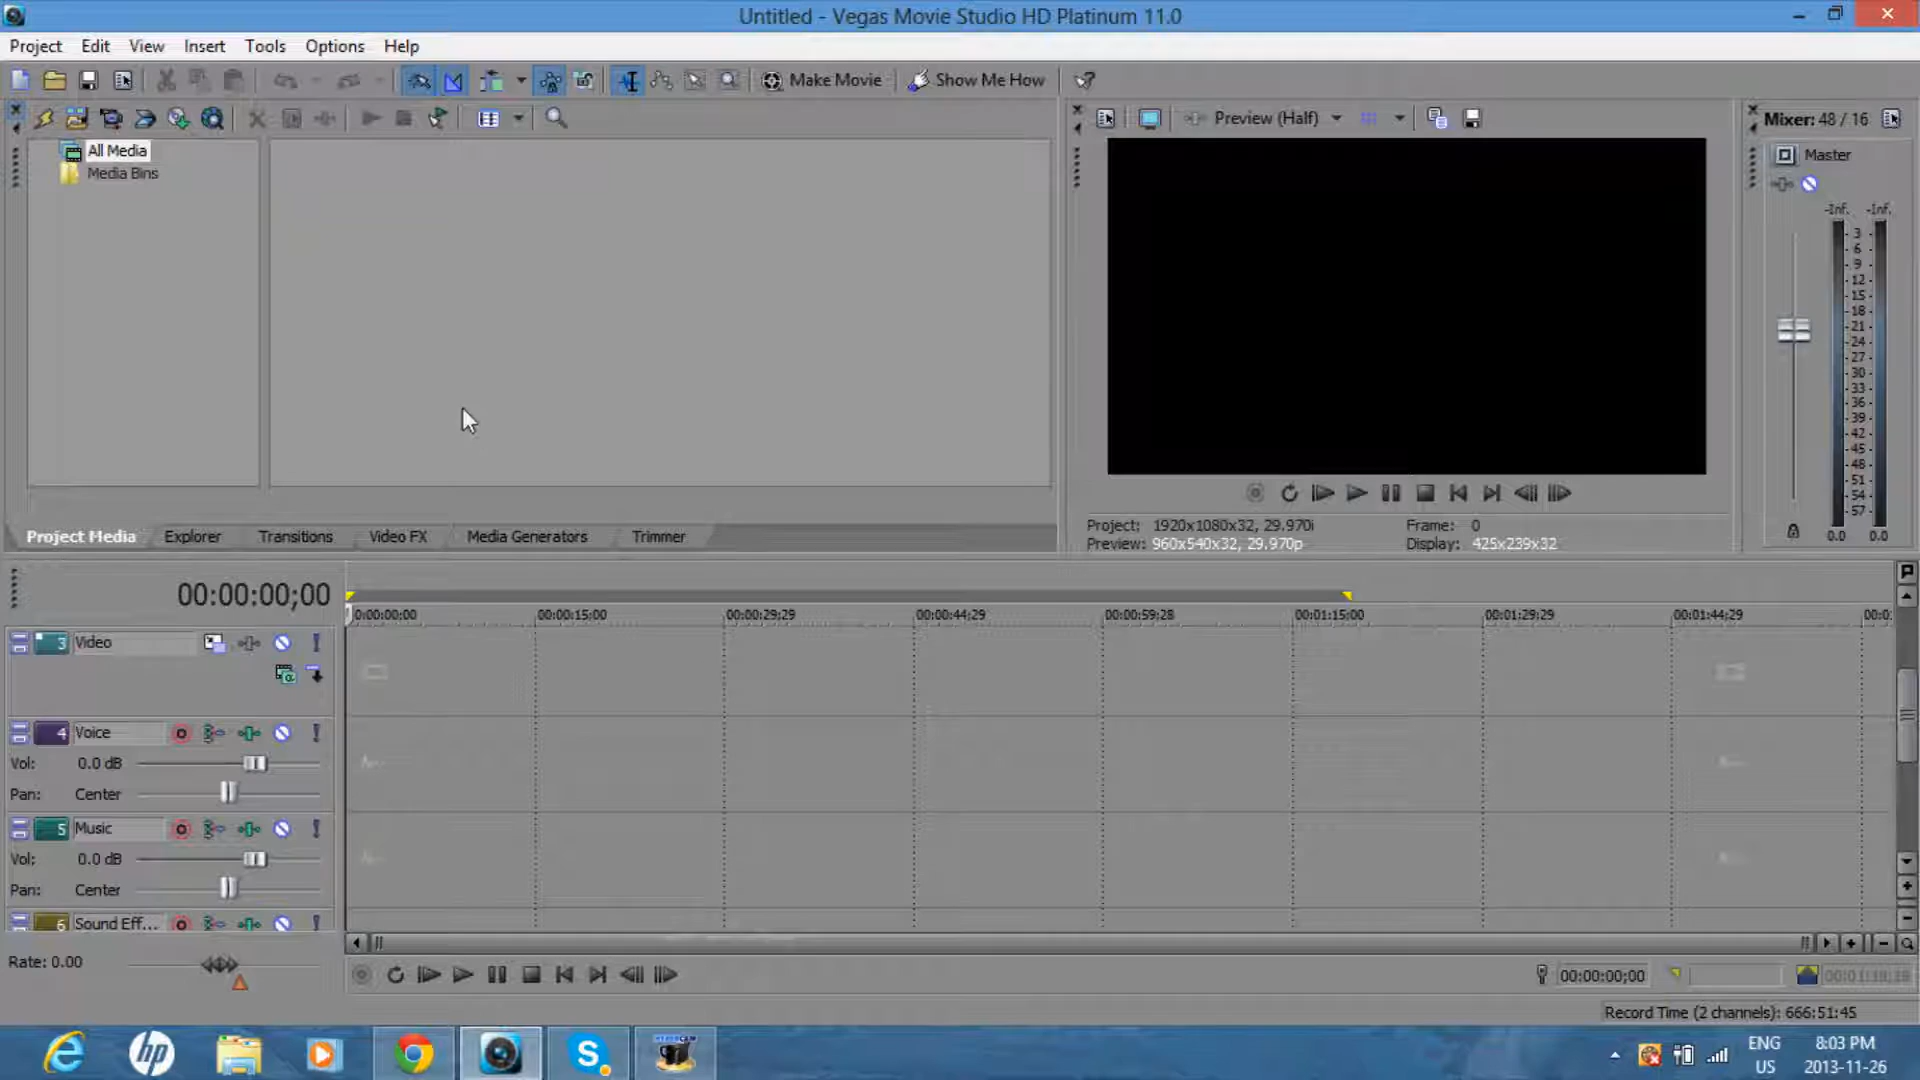 Untitled - Vegas Movie Studio HD Platinum 11.0
Project Edit View Insert Tools Options Help
Make Movie Show Me How
Preview (Half)
Mixer: 48 / 16
All Media
Media Bins
Master
-Inf. -Inf.
3
6
9
12
15
18
21
24
27
30
33
36
39
42
45
48
51
54
57
0.0 0.0
Project Media Explorer Transitions Video FX Media Generators Trimmer
Project: 1920x1080x32, 29.970i Frame: 0
Preview: 960x540x32, 29.970p Display: 425x239x32
00:00:00;00
0:00:00;00 00:00:15;00 00:00:29;29 00:00:44;29 00:00:59;28 00:01:15;00 00:01:29;29 00:01:44;29 00:0
3 Video
4 Voice
Vol: 0.0 dB
Pan: Center
5 Music
Vol: 0.0 dB
Pan: Center
6 Sound Eff...
Rate: 0.00
00:00:00;00
Record Time (2 channels): 666:51:45
ENG 8:03 PM
US 2013-11-26